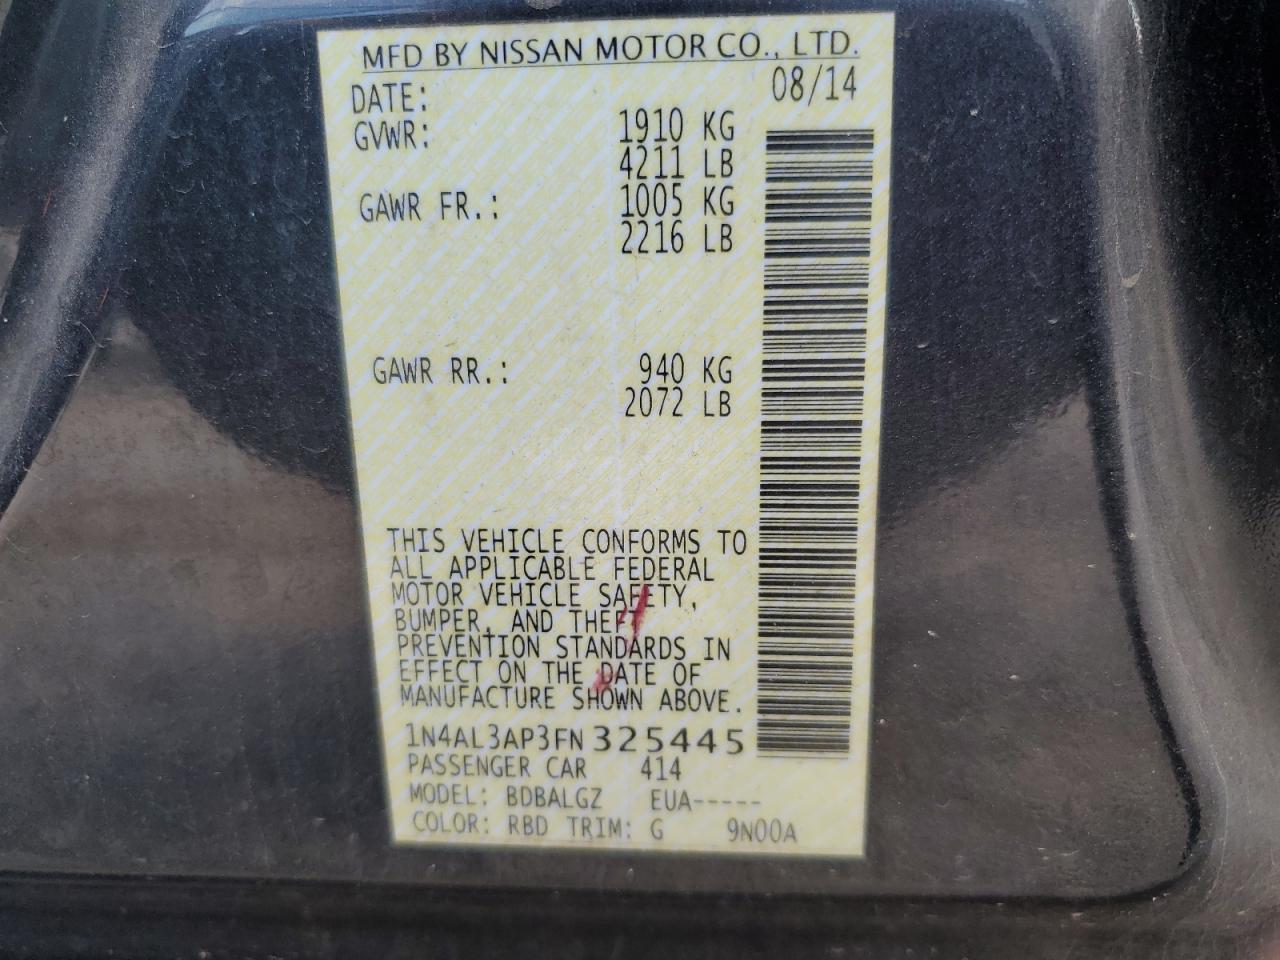 MFD BY NISSAN MOTOR CO., LTD.
DATE: 08/14
GVWR: 1910 KG
4211 LB
GAWR FR.: 1005 KG
2216 LB
GAWR RR.: 940 KG
2072 LB
THIS VEHICLE CONFORMS TO
ALL APPLICABLE FEDERAL
MOTOR VEHICLE SAFETY,
BUMPER, AND THEFT
PREVENTION STANDARDS IN
EFFECT ON THE DATE OF
MANUFACTURE SHOWN ABOVE.
1N4AL3AP3FN325445
PASSENGER CAR 414
MODEL: BDBALGZ EUA-----
COLOR: RBD TRIM: G 9N00A